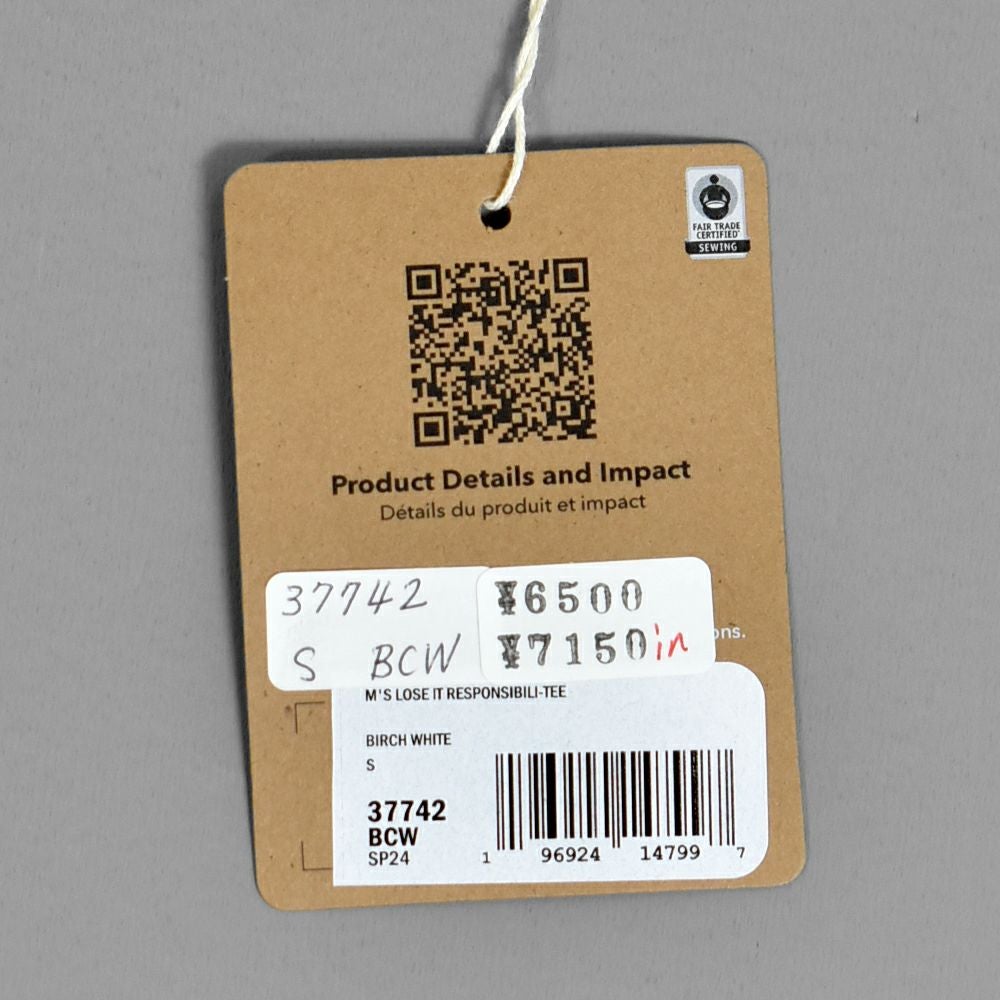 FAIR TRADE
CERTIFIED
SEWING
Product Details and Impact
Détails du produit et impact
37742
S BCW
¥6500
¥7150in
ons.
M'S LOSE IT RESPONSIBILI-TEE
BIRCH WHITE
S
37742
BCW
SP24
1 96924 14799 7